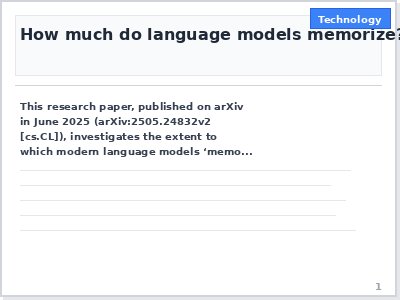 Technology
How much do language models memorize?
This research paper, published on arXiv
in June 2025 (arXiv:2505.24832v2
[cs.CL]), investigates the extent to
which modern language models ‘memo...
1